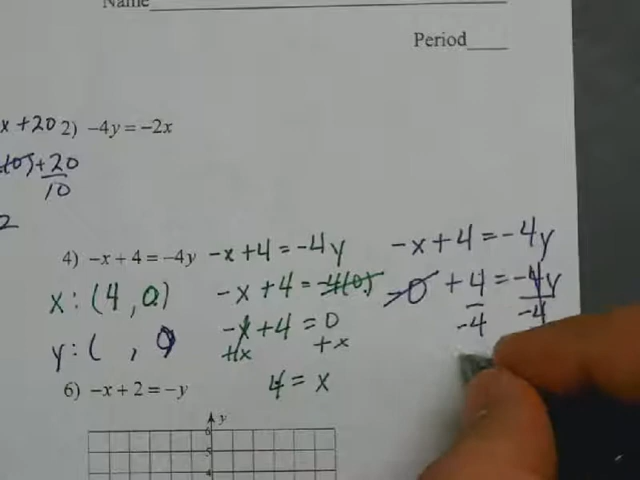 Name
Period
x + 20
2) -4y = -2x
(0) + 20
10
2
4) -x + 4 = -4y
-x + 4 = -4y
-x + 4 = -4y
x : (4, 0)
-x + 4 = -4(0)
-0 + 4 = -4y
-4 -4
-x + 4 = 0
+x +x
y : ( ,
6) -x + 2 = -y
4 = x
y
6
5
4